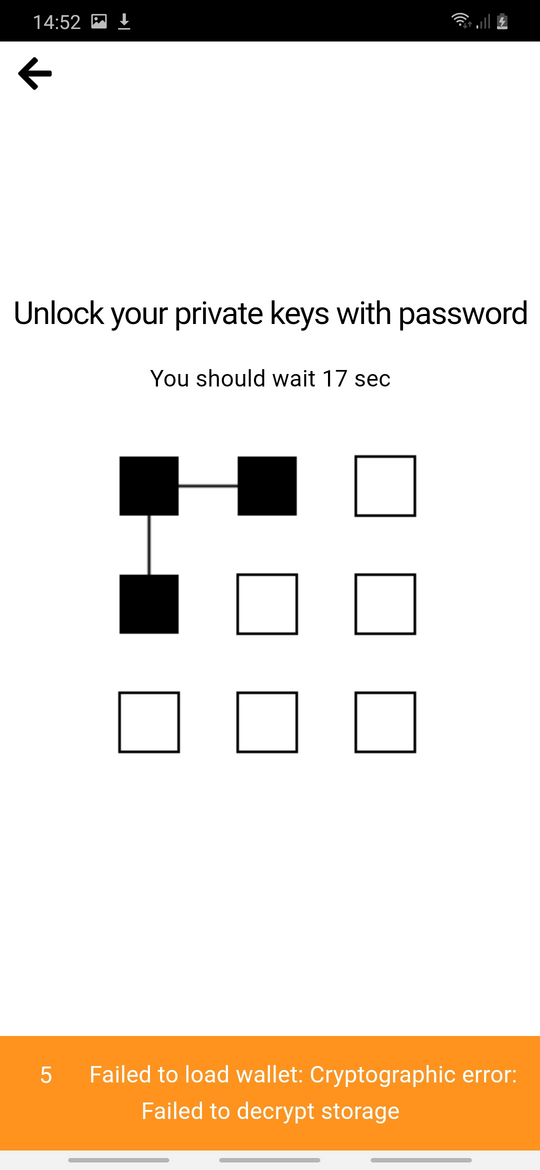 14:52
Unlock your private keys with password
You should wait 17 sec
5 Failed to load wallet: Cryptographic error:
Failed to decrypt storage